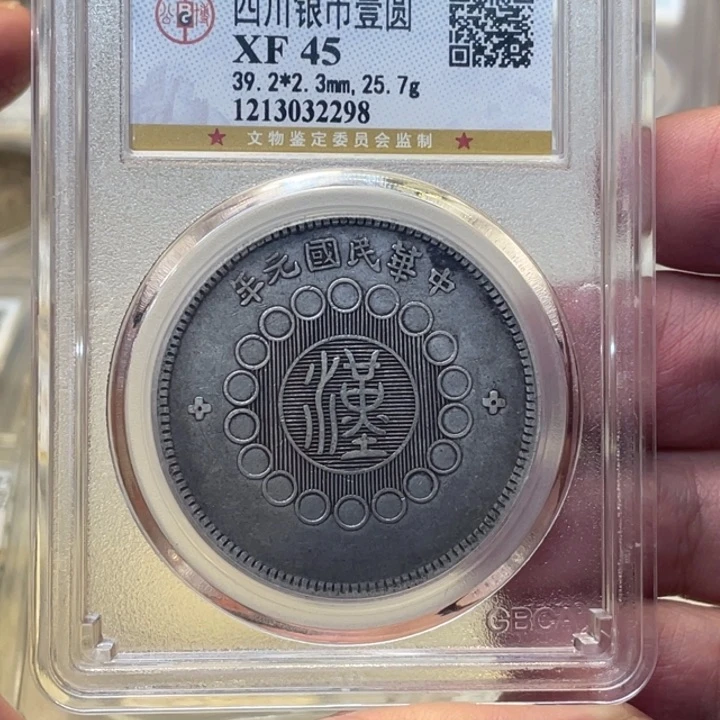 四川银币壹圆
XF 45
39.2*2.3mm, 25.7g
1213032298
★ 文物鉴定委员会监制 ★
中華民國元年
漢
GBCA